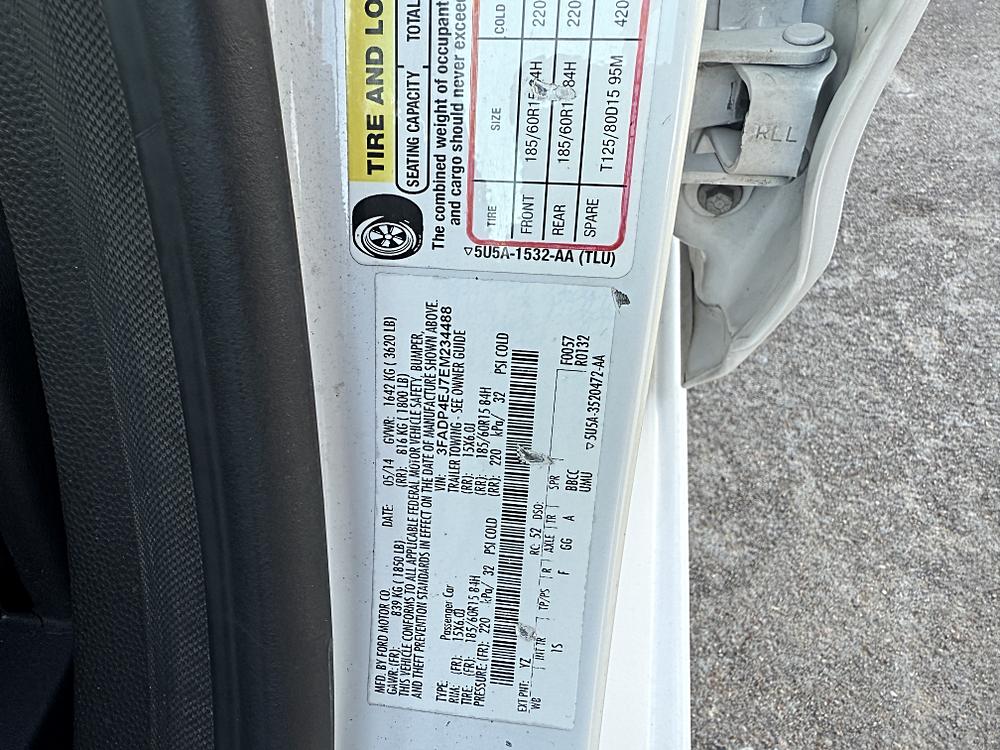 TIRE AND LO
SEATING CAPACITY TOTAL
The combined weight of occupant
and cargo should never exceed
TIRE SIZE COLD
FRONT 185/60R15 84H 220
REAR 185/60R15 84H 220
SPARE T125/80D15 95M 420
5U5A-1532-AA (TLU)
MFD. BY FORD MOTOR CO. DATE: 05/14 GVWR: 1642 KG ( 3620 LB)
GAWR:(FR): 839 KG ( 1850 LB) (RR): 816 KG ( 1800 LB)
THIS VEHICLE CONFORMS TO ALL APPLICABLE FEDERAL MOTOR VEHICLE SAFETY, BUMPER,
AND THEFT PREVENTION STANDARDS IN EFFECT ON THE DATE OF MANUFACTURE SHOWN ABOVE.
VIN: 3FADP4EJ7EM234488
TYPE: Passenger Car TRAILER TOWING - SEE OWNER GUIDE
RIM: (FR): 15X6.0J (RR): 15X6.0J
TIRE: (FR): 185/60R15 84H (RR): 185/60R15 84H
PRESSURE: (FR): 220 kPa/ 32 PSI COLD (RR): 220 kPa/ 32 PSI COLD
EXT PNT: YZ RC: 52 DSO: F0057
WB INT TR TP/PS R AXLE TR SPR R0132
1S F GG A BBCC
UMU
5U5A-3520472-AA
RLL